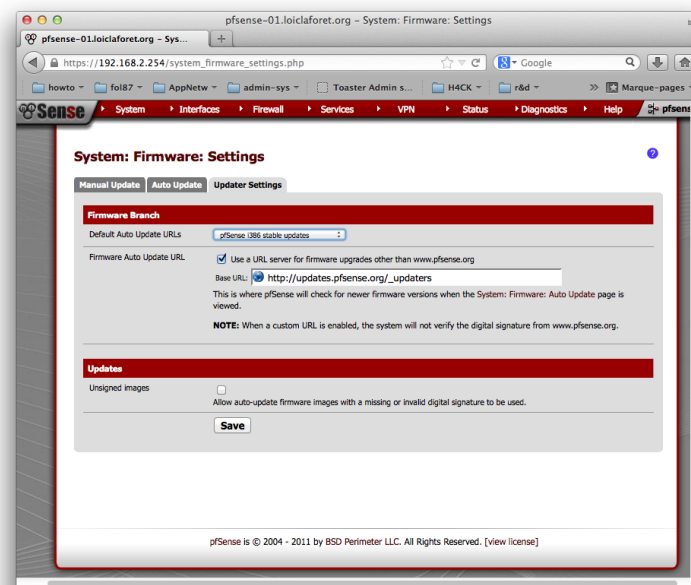 pfsense-01.loiclaforet.org – System: Firmware: Settings
pfsense-01.loiclaforet.org – Sys... +
https://192.168.2.254/system_firmware_settings.php Google
howto fol87 AppNetw admin-sys Toaster Admin s... H4CK r&d » Marque-pages
Sense System Interfaces Firewall Services VPN Status Diagnostics Help pfsens
System: Firmware: Settings ?
Manual Update Auto Update Updater Settings
Firmware Branch
Default Auto Update URLs pfSense i386 stable updates
Firmware Auto Update URL Use a URL server for firmware upgrades other than www.pfsense.org
Base URL: http://updates.pfsense.org/_updaters
This is where pfSense will check for newer firmware versions when the System: Firmware: Auto Update page is
viewed.
NOTE: When a custom URL is enabled, the system will not verify the digital signature from www.pfsense.org.
Updates
Unsigned images
Allow auto-update firmware images with a missing or invalid digital signature to be used.
Save
pfSense is © 2004 - 2011 by BSD Perimeter LLC. All Rights Reserved. [view license]